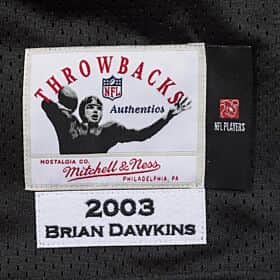 THROWBACKS
NFL
Authentics
NFL PLAYERS
NOSTALGIA CO.
Mitchell & Ness
PHILADELPHIA, PA
2003
BRIAN DAWKINS